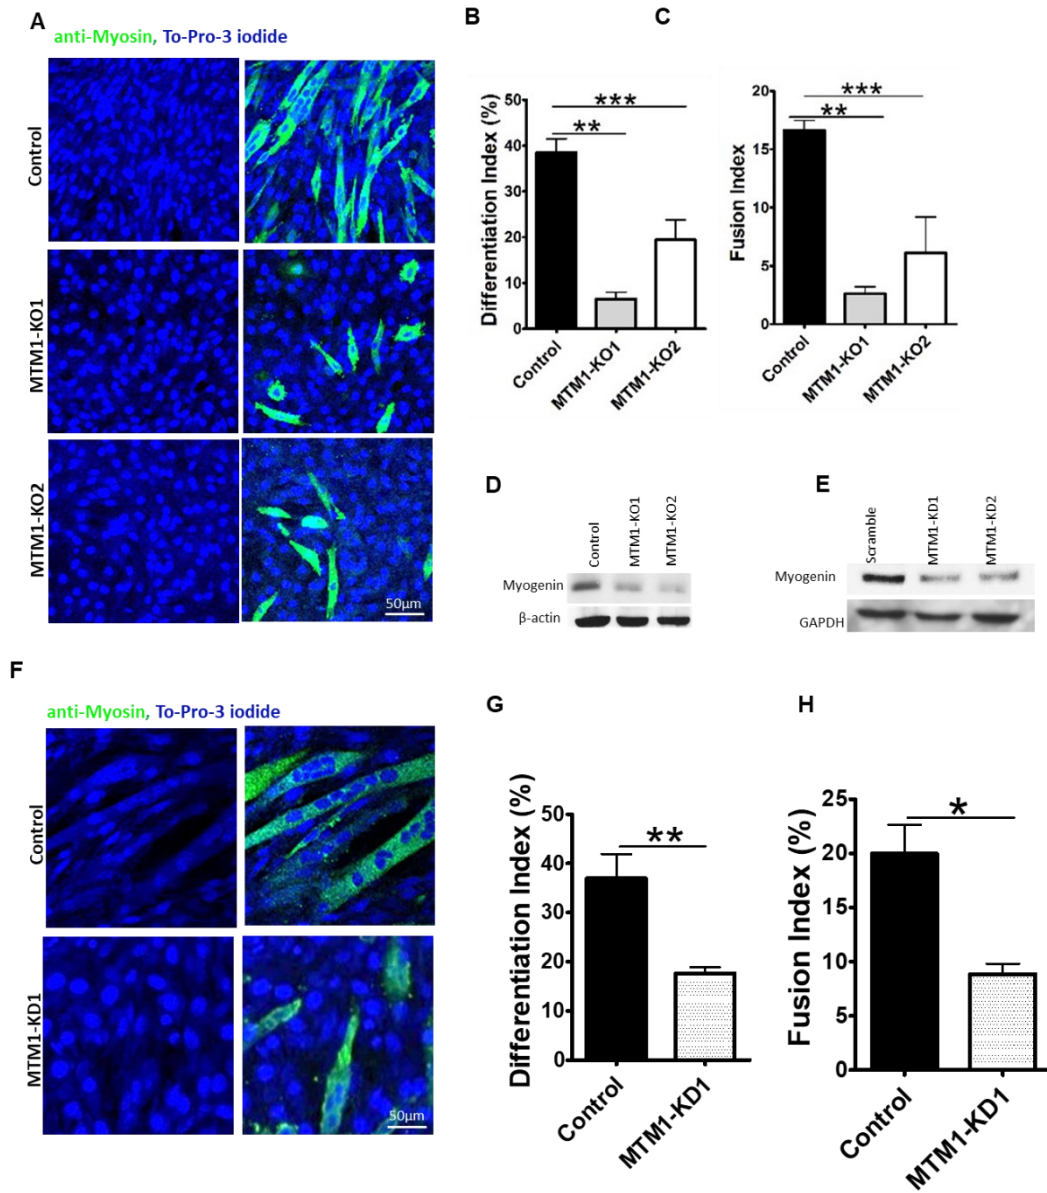 A
anti-Myosin, To-Pro-3 iodide
Control
MTM1-KO1
MTM1-KO2
50µm
B
Differentiation Index (%)
50
40
30
20
10
0
***
**
Control
MTM1-KO1
MTM1-KO2
C
Fusion Index
20
15
10
5
0
***
**
Control
MTM1-KO1
MTM1-KO2
D
Control
MTM1-KO1
MTM1-KO2
Myogenin
β-actin
E
Scramble
MTM1-KD1
MTM1-KD2
Myogenin
GAPDH
F
anti-Myosin, To-Pro-3 iodide
Control
MTM1-KD1
50µm
G
Differentiation Index (%)
50
40
30
20
10
0
**
Control
MTM1-KD1
H
Fusion Index (%)
25
20
15
10
5
0
*
Control
MTM1-KD1